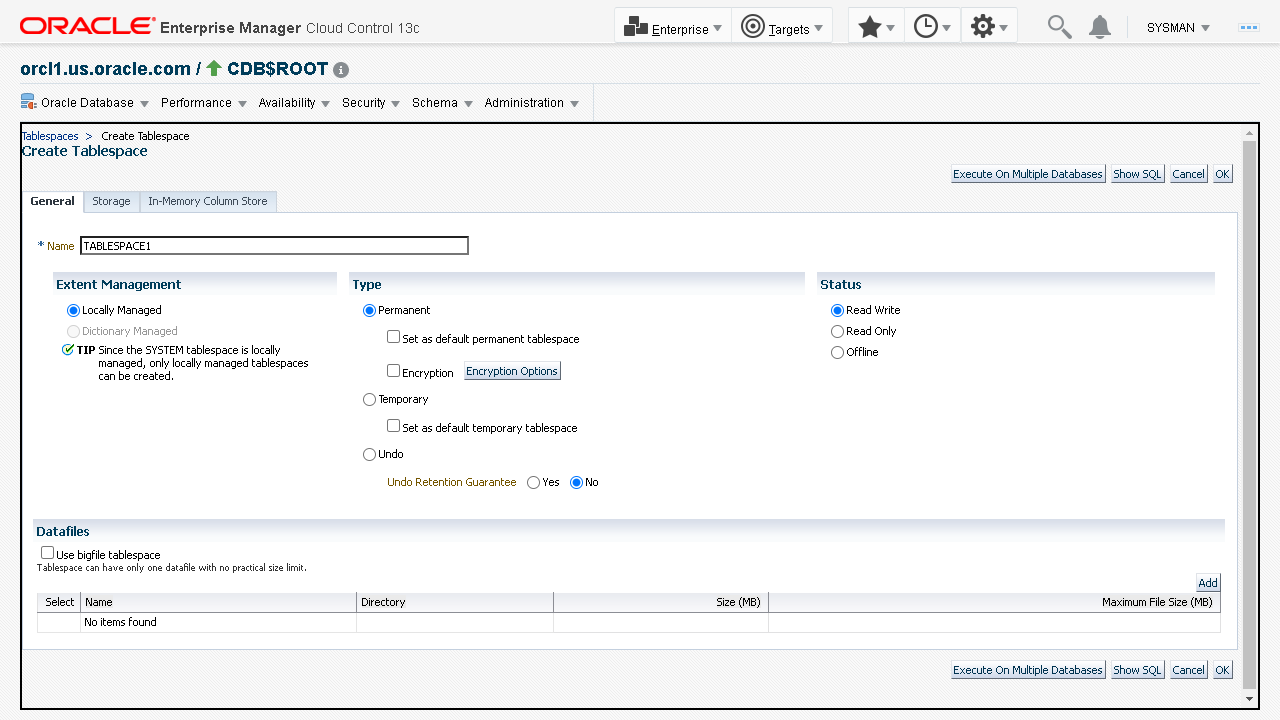 ORACLE Enterprise Manager Cloud Control 13c Enterprise Targets SYSMAN
orcl1.us.oracle.com / CDB$ROOT
Oracle Database Performance Availability Security Schema Administration
Tablespaces > Create Tablespace
Create Tablespace
Execute On Multiple Databases Show SQL Cancel OK
General Storage In-Memory Column Store
* Name TABLESPACE1
Extent Management Type Status
Locally Managed Permanent Read Write
Dictionary Managed Set as default permanent tablespace Read Only
TIP Since the SYSTEM tablespace is locally Offline
managed, only locally managed tablespaces
can be created.
Encryption Encryption Options
Temporary
Set as default temporary tablespace
Undo
Undo Retention Guarantee Yes No
Datafiles
Use bigfile tablespace
Tablespace can have only one datafile with no practical size limit.
Add
Select Name Directory Size (MB) Maximum File Size (MB)
No items found
Execute On Multiple Databases Show SQL Cancel OK